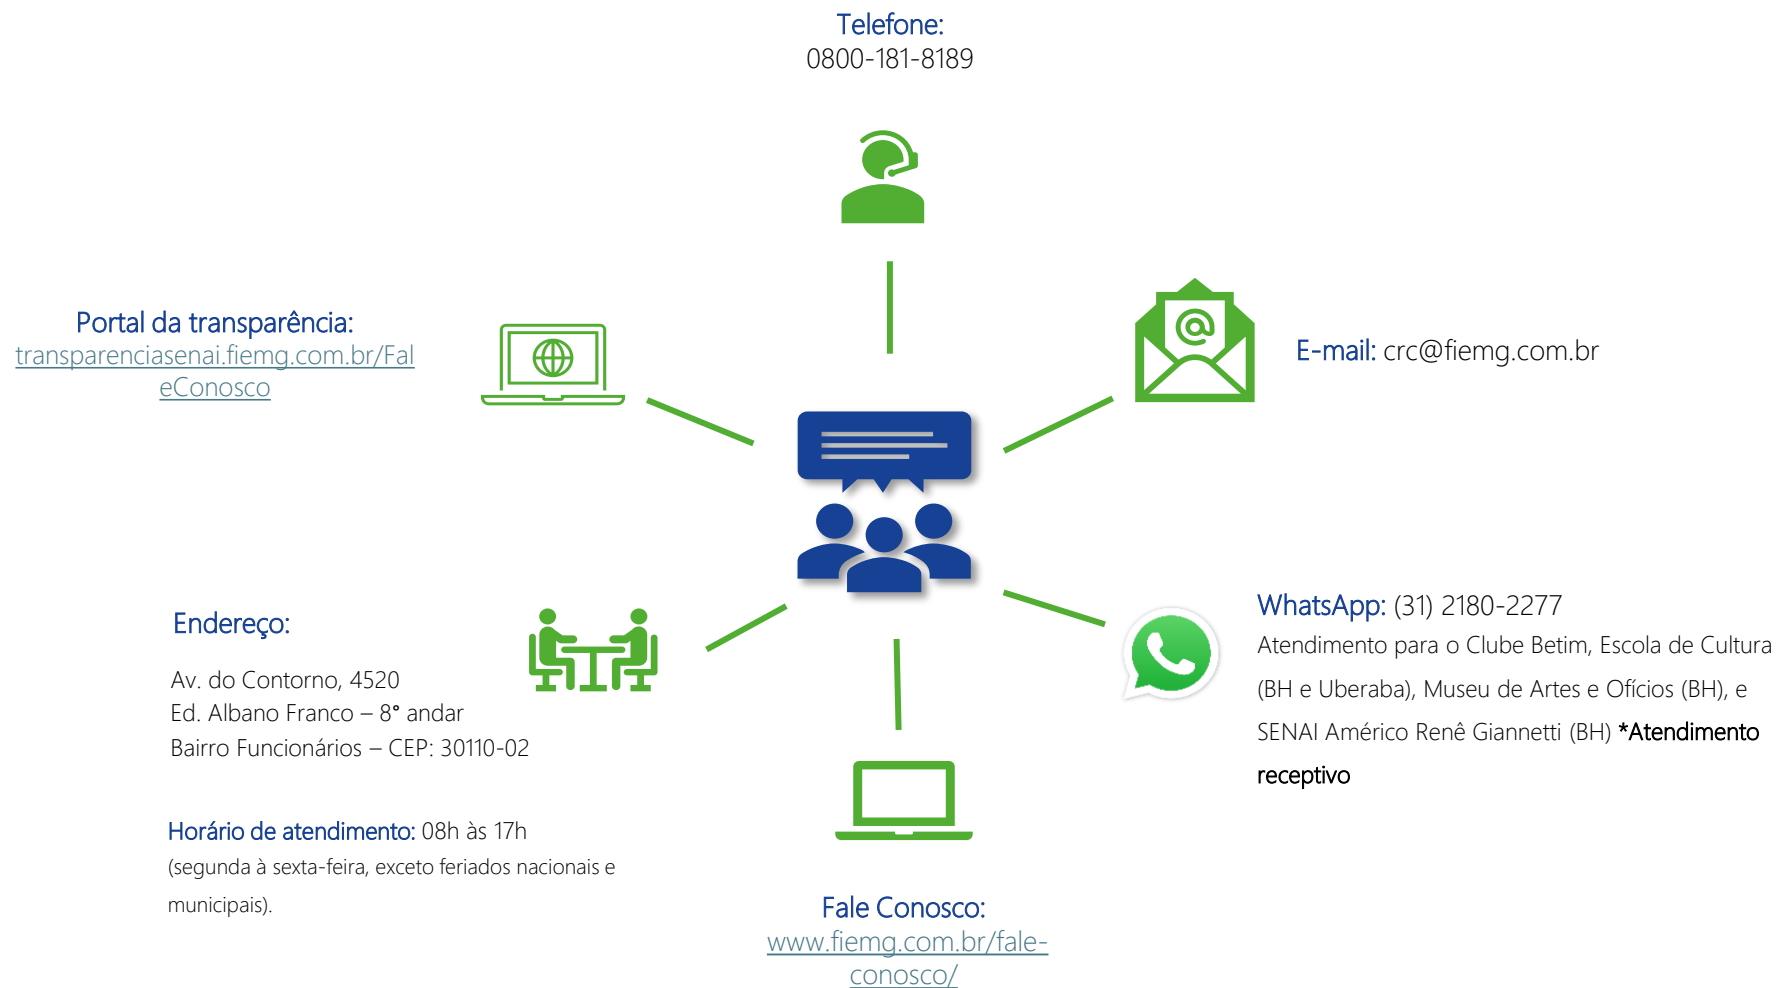 Telefone:
0800-181-8189
Portal da transparência:
transparenciasenai.fiemg.com.br/Fal
eConosco
E-mail: crc@fiemg.com.br
Endereço:
Av. do Contorno, 4520
Ed. Albano Franco – 8° andar
Bairro Funcionários – CEP: 30110-02
Horário de atendimento: 08h às 17h
(segunda à sexta-feira, exceto feriados nacionais e
municipais).
WhatsApp: (31) 2180-2277
Atendimento para o Clube Betim, Escola de Cultura
(BH e Uberaba), Museu de Artes e Ofícios (BH), e
SENAI Américo Renê Giannetti (BH) *Atendimento
receptivo
Fale Conosco:
www.fiemg.com.br/fale-
conosco/